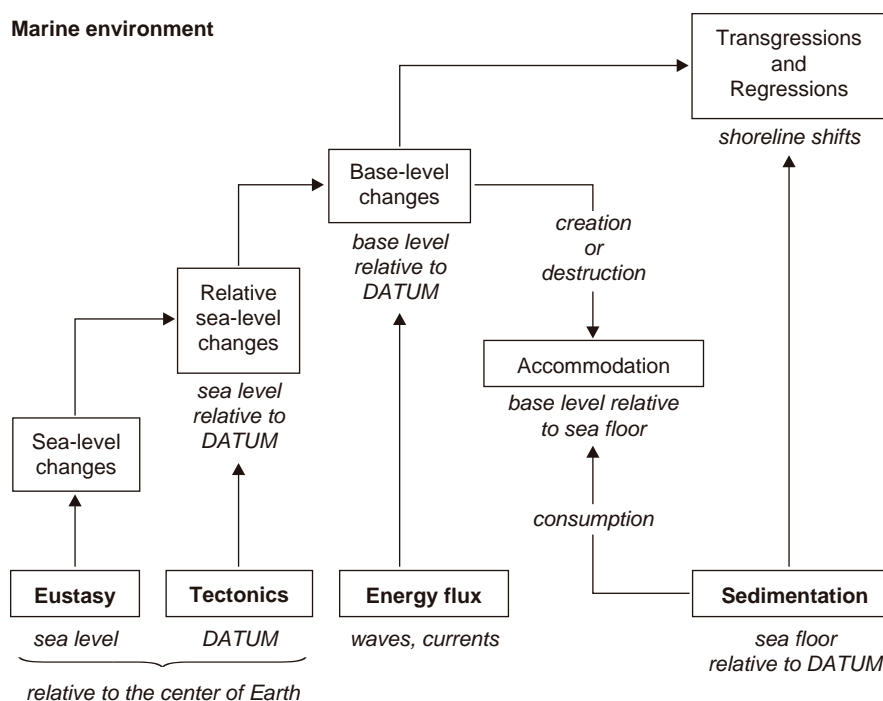 Marine environment
Transgressions
and
Regressions
shoreline shifts
Base-level
changes
base level
relative to
DATUM
creation
or
destruction
Relative
sea-level
changes
sea level
relative to
DATUM
Accommodation
base level relative
to sea floor
Sea-level
changes
consumption
Eustasy
sea level
Tectonics
DATUM
relative to the center of Earth
Energy flux
waves, currents
Sedimentation
sea floor
relative to DATUM